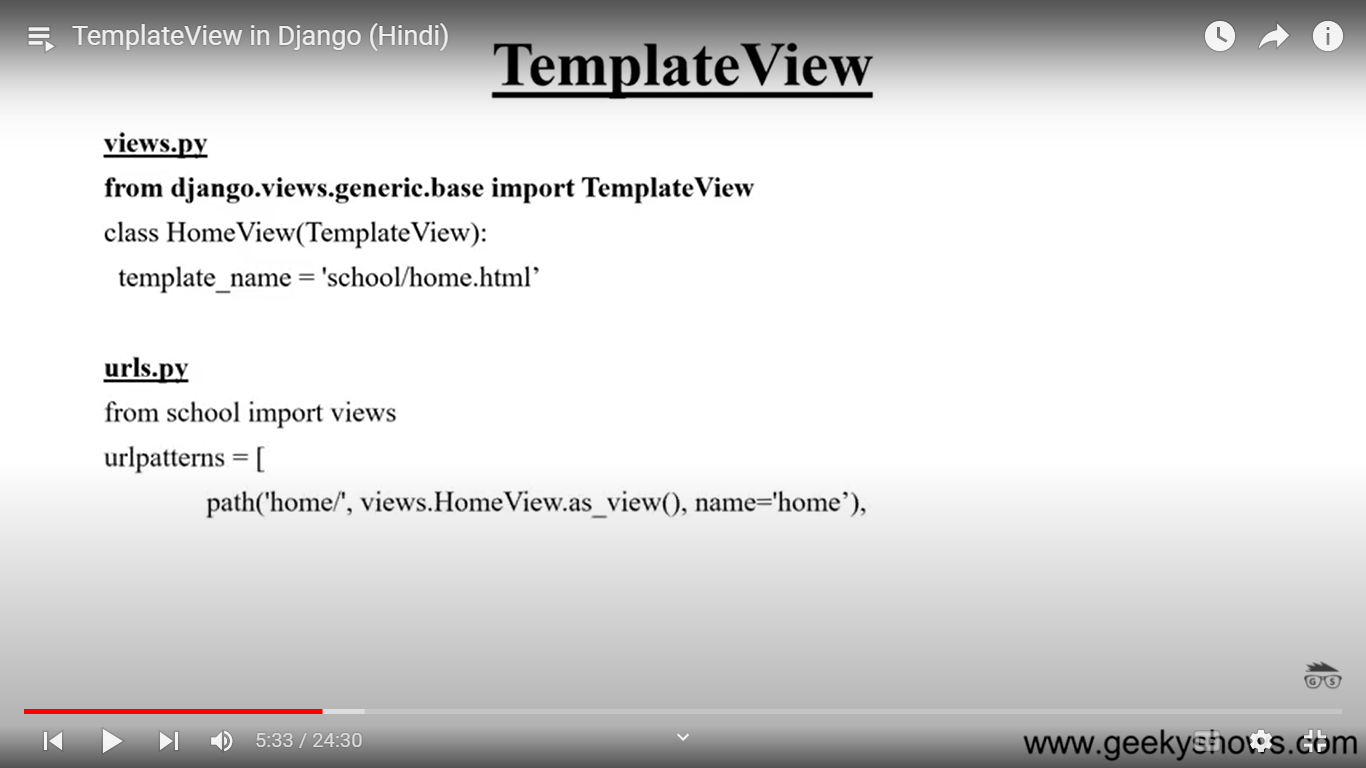 TemplateView in Django (Hindi)
TemplateView
views.py
from django.views.generic.base import TemplateView
class HomeView(TemplateView):
template_name = 'school/home.html’
urls.py
from school import views
urlpatterns = [
path('home/', views.HomeView.as_view(), name='home’),
G S
5:33 / 24:30
www.geekyshows.com